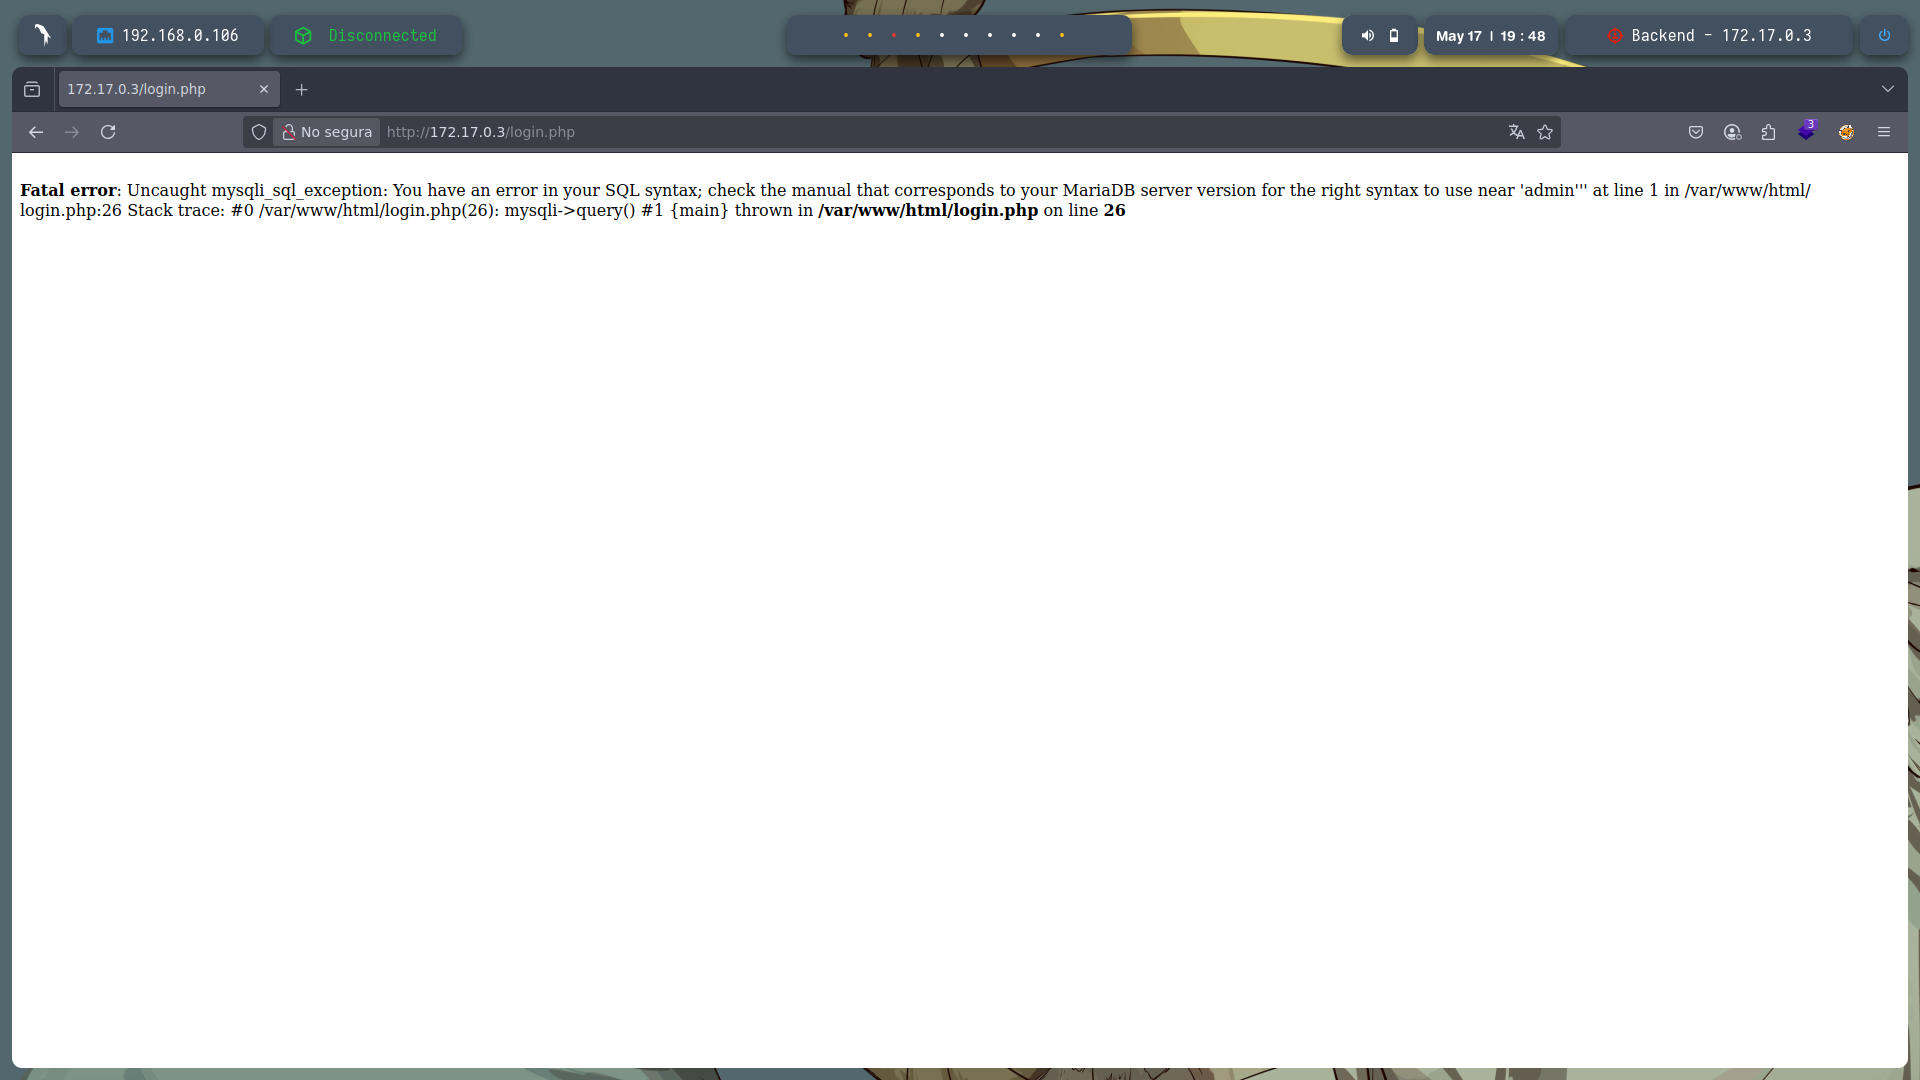 192.168.0.106
Disconnected
May 17 | 19 : 48
Backend - 172.17.0.3
172.17.0.3/login.php
No segura
http://172.17.0.3/login.php
3
Fatal error: Uncaught mysqli_sql_exception: You have an error in your SQL syntax; check the manual that corresponds to your MariaDB server version for the right syntax to use near 'admin''' at line 1 in /var/www/html/
login.php:26 Stack trace: #0 /var/www/html/login.php(26): mysqli->query() #1 {main} thrown in /var/www/html/login.php on line 26